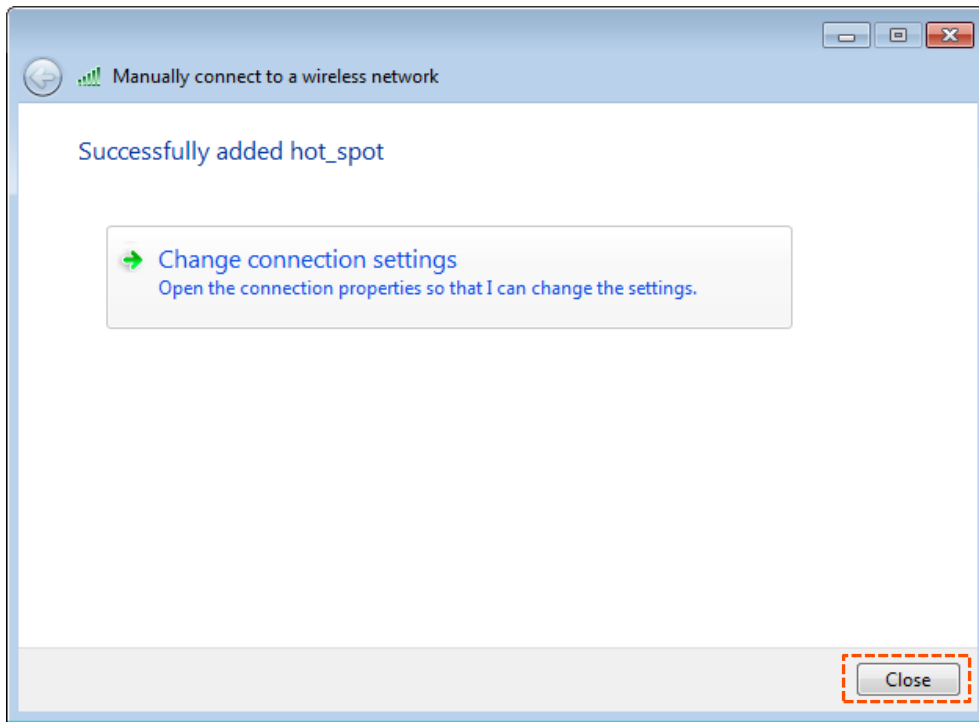 Manually connect to a wireless network
Successfully added hot_spot
Change connection settings
Open the connection properties so that I can change the settings.
Close